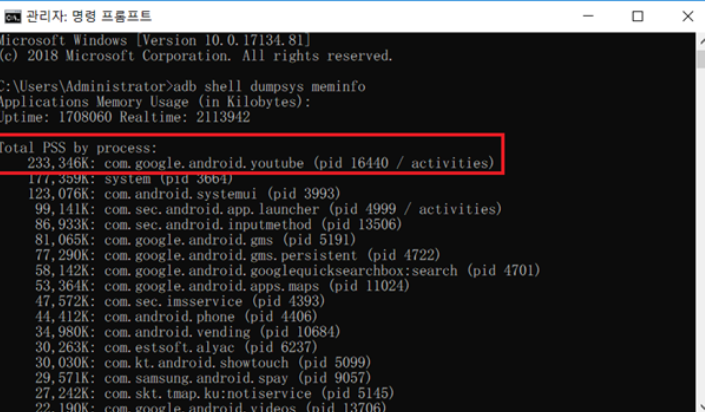 관리자: 명령 프롬프트
Microsoft Windows [Version 10.0.17134.81]
(c) 2018 Microsoft Corporation. All rights reserved.
C:\Users\Administrator>adb shell dumpsys meminfo
Applications Memory Usage (in Kilobytes):
Uptime: 1708060 Realtime: 2113942
Total PSS by process:
233,346K: com.google.android.youtube (pid 16440 / activities)
177,359K: system (pid 3664)
123,076K: com.android.systemui (pid 3993)
99,141K: com.sec.android.app.launcher (pid 4999 / activities)
86,933K: com.sec.android.inputmethod (pid 13506)
81,065K: com.google.android.gms (pid 5191)
77,290K: com.google.android.gms.persistent (pid 4722)
58,142K: com.google.android.googlequicksearchbox:search (pid 4701)
53,364K: com.google.android.apps.maps (pid 11024)
47,572K: com.sec.imsservice (pid 4393)
44,412K: com.android.phone (pid 4406)
34,980K: com.android.vending (pid 10684)
30,263K: com.estsoft.alyac (pid 6237)
30,030K: com.kt.android.showtouch (pid 5099)
29,571K: com.samsung.android.spay (pid 9057)
27,242K: com.skt.tmap.ku:notiservice (pid 5145)
22,190K: com.google.android.videos (pid 13706)